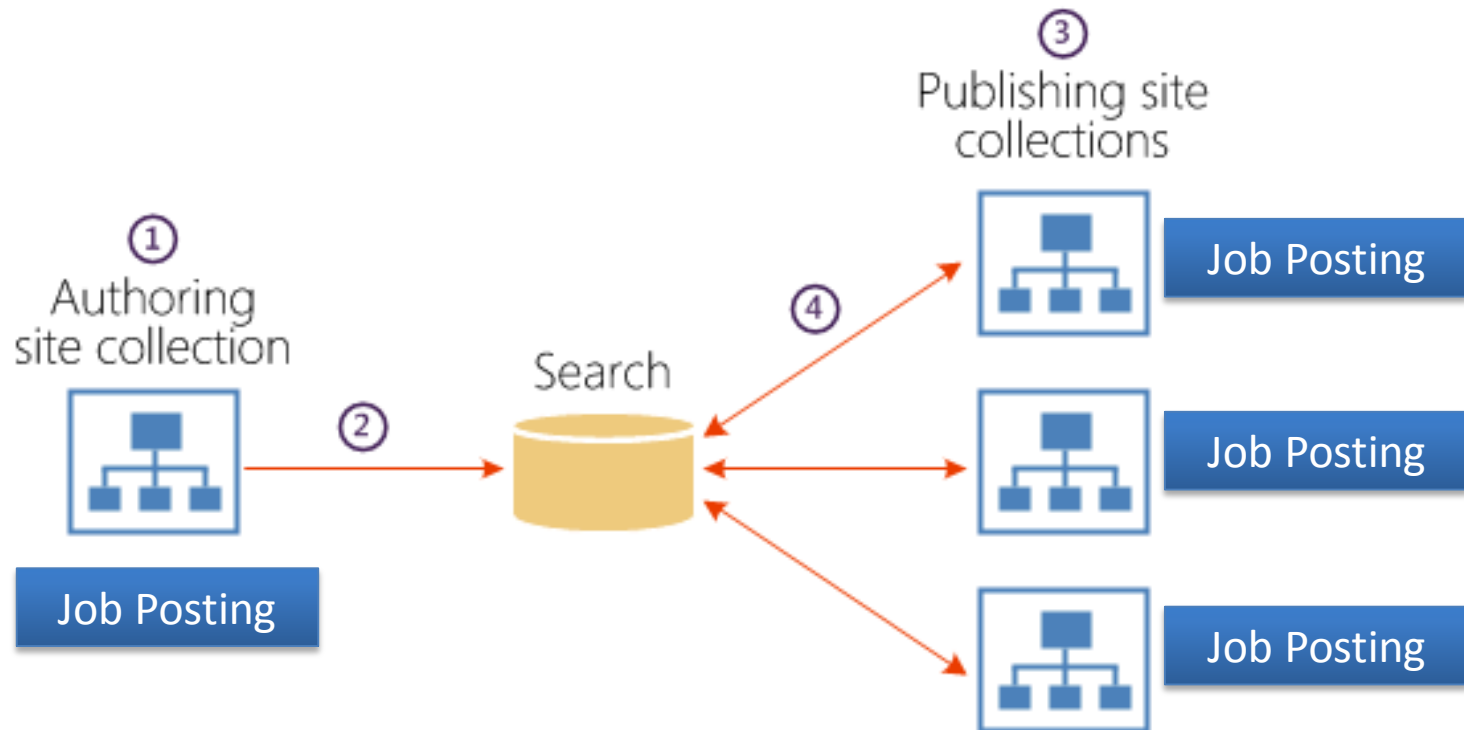 1
Authoring
site collection
Job Posting
2
Search
3
Publishing site
collections
4
Job Posting
Job Posting
Job Posting